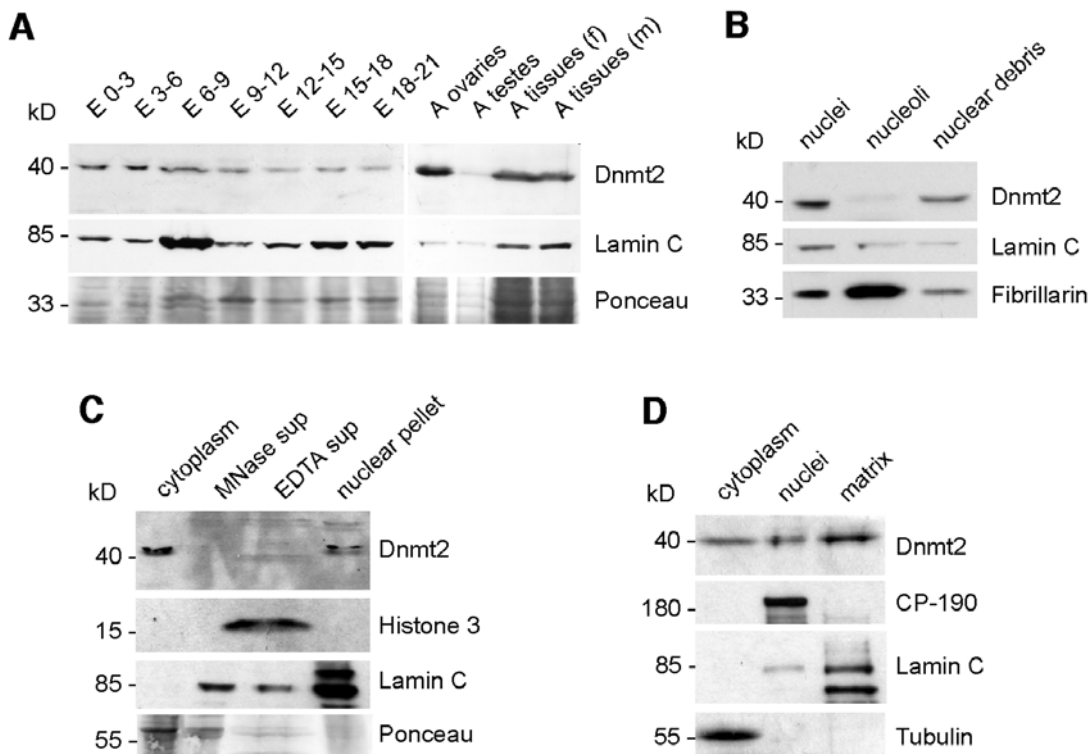 A
kD
E 0-3
E 3-6
E 6-9
E 9-12
E 12-15
E 15-18
E 18-21
A ovaries
A testes
A tissues (f)
A tissues (m)
40
Dnmt2
85
Lamin C
33
Ponceau
B
kD
nuclei
nucleoli
nuclear debris
40
Dnmt2
85
Lamin C
33
Fibrillarin
C
kD
cytoplasm
MNase sup
EDTA sup
nuclear pellet
40
Dnmt2
15
Histone 3
85
Lamin C
55
Ponceau
D
kD
cytoplasm
nuclei
matrix
40
Dnmt2
180
CP-190
85
Lamin C
55
Tubulin